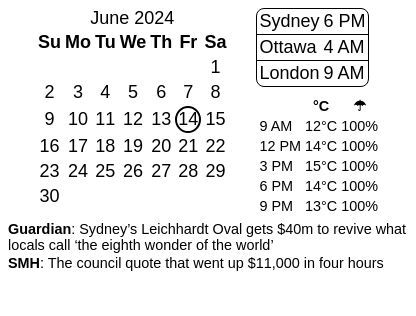 June 2024
Su Mo Tu We Th Fr Sa
1
2 3 4 5 6 7 8
9 10 11 12 13 14 15
16 17 18 19 20 21 22
23 24 25 26 27 28 29
30
Sydney 6 PM
Ottawa 4 AM
London 9 AM
°C ☂
9 AM 12°C 100%
12 PM 14°C 100%
3 PM 15°C 100%
6 PM 14°C 100%
9 PM 13°C 100%
Guardian: Sydney’s Leichhardt Oval gets $40m to revive what
locals call ‘the eighth wonder of the world’
SMH: The council quote that went up $11,000 in four hours